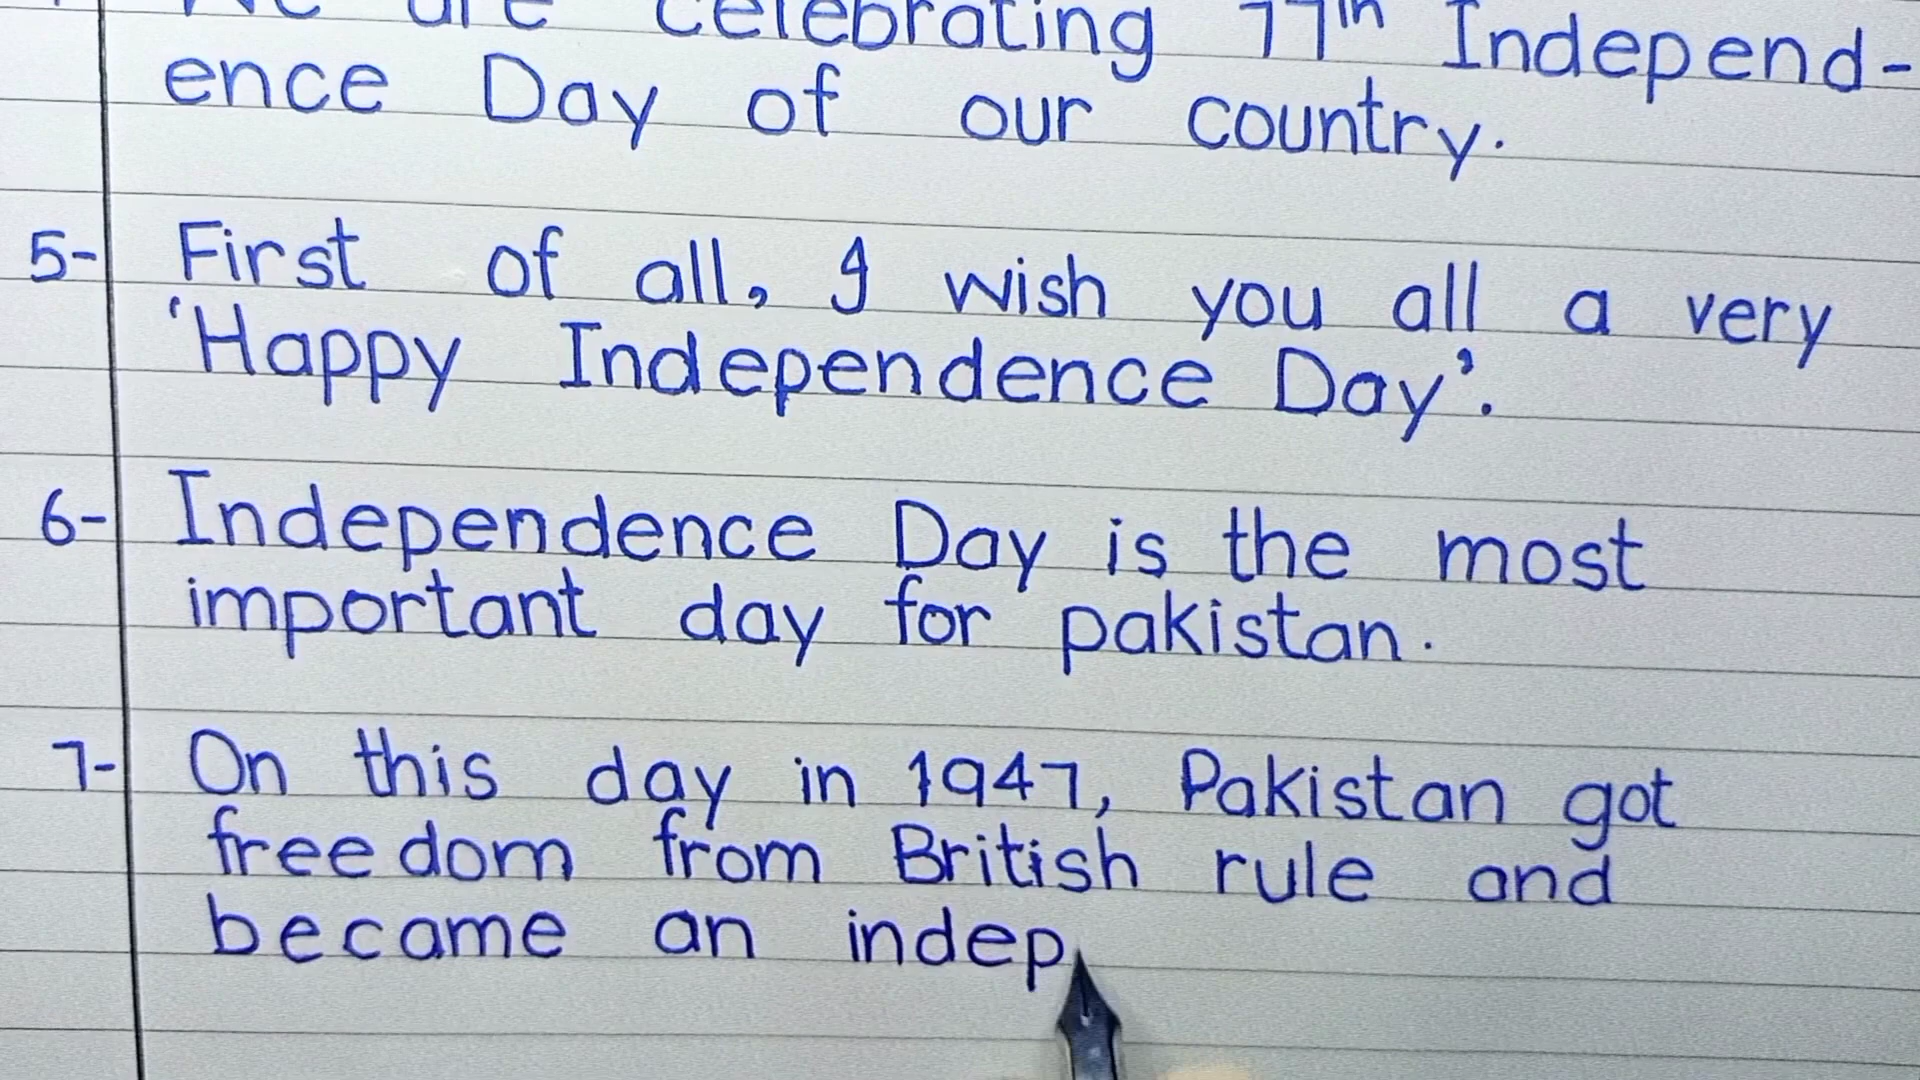 We are celebrating 77th Independ-
ence Day of our country.
5- First of all, I wish you all a very
'Happy Independence Day'.
6- Independence Day is the most
important day for pakistan.
7- On this day in 1947, Pakistan got
freedom from British rule and
became an indep